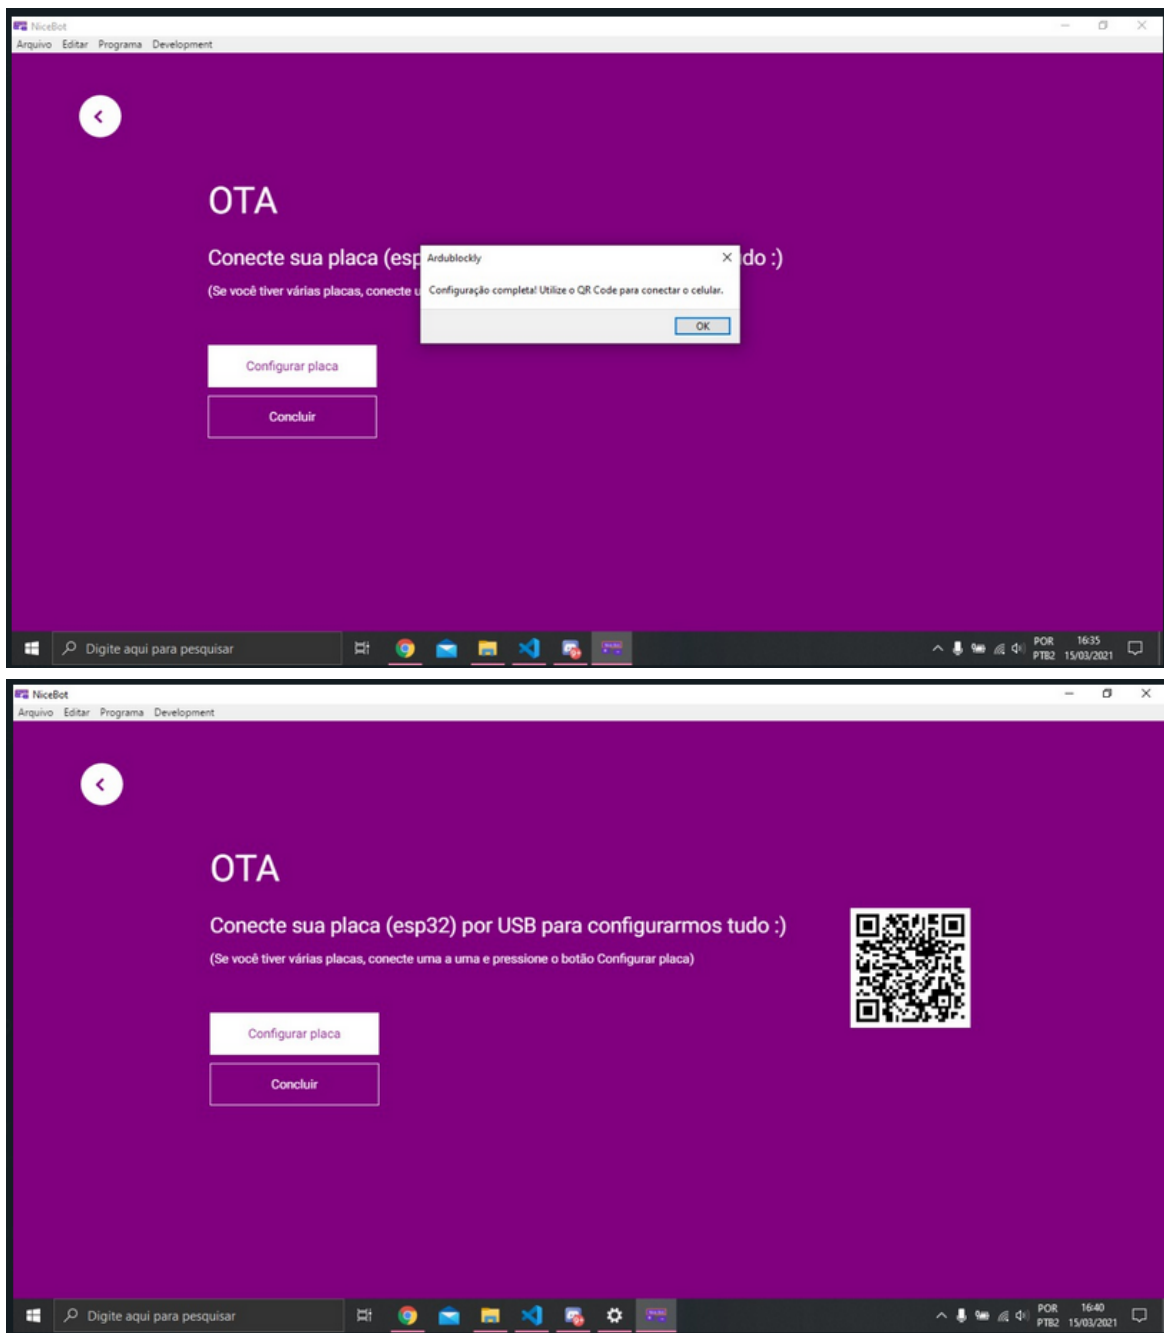 NiceBot
Arquivo Editar Programa Development
OTA
Conecte sua placa (esp
do :)
Ardublockly
(Se você tiver várias placas, conecte u
Configuração completa! Utilize o QR Code para conectar o celular.
OK
Configurar placa
Concluir
Digite aqui para pesquisar
POR 16:35
PTB2 15/03/2021
NiceBot
Arquivo Editar Programa Development
OTA
Conecte sua placa (esp32) por USB para configurarmos tudo :)
(Se você tiver várias placas, conecte uma a uma e pressione o botão Configurar placa)
Configurar placa
Concluir
Digite aqui para pesquisar
POR 16:40
PTB2 15/03/2021